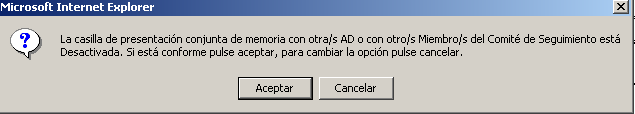 Microsoft Internet Explorer
La casilla de presentación conjunta de memoria con otra/s AD o con otro/s Miembro/s del Comité de Seguimiento está
Desactivada. Si está conforme pulse aceptar, para cambiar la opción pulse cancelar.
Aceptar Cancelar